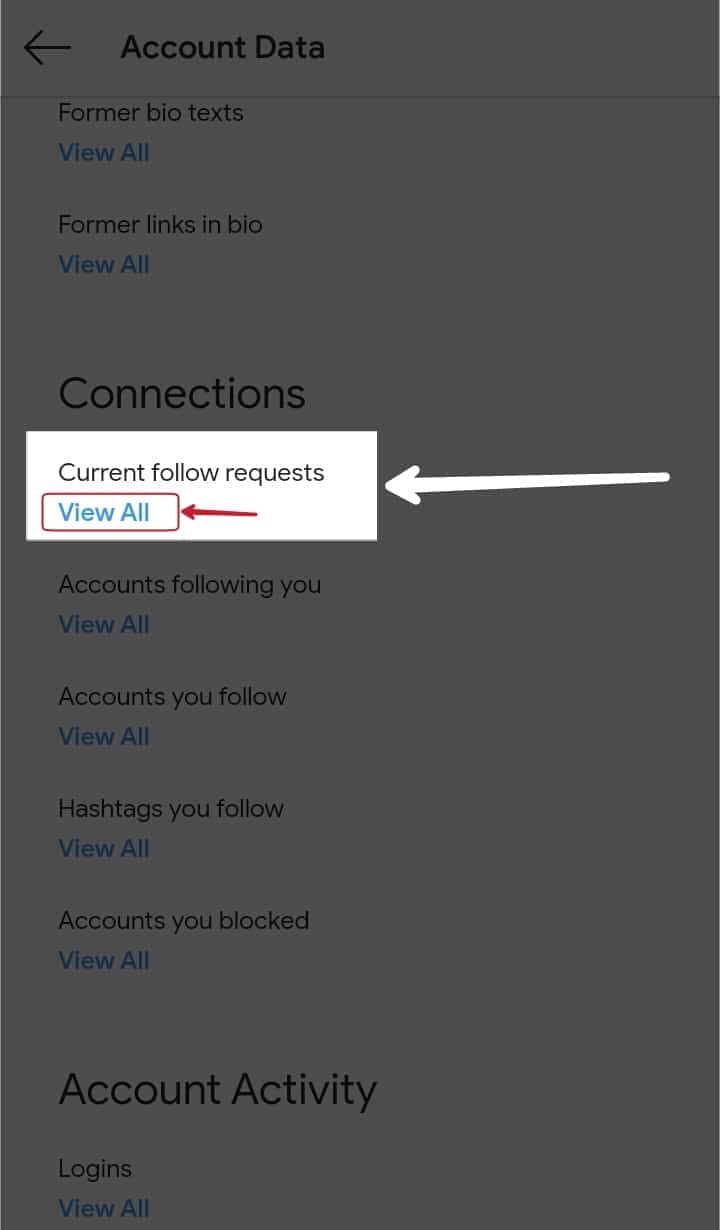 Account Data
Former bio texts
View All
Former links in bio
View All
Connections
Current follow requests
View All
Accounts following you
View All
Accounts you follow
View All
Hashtags you follow
View All
Accounts you blocked
View All
Account Activity
Logins
View All